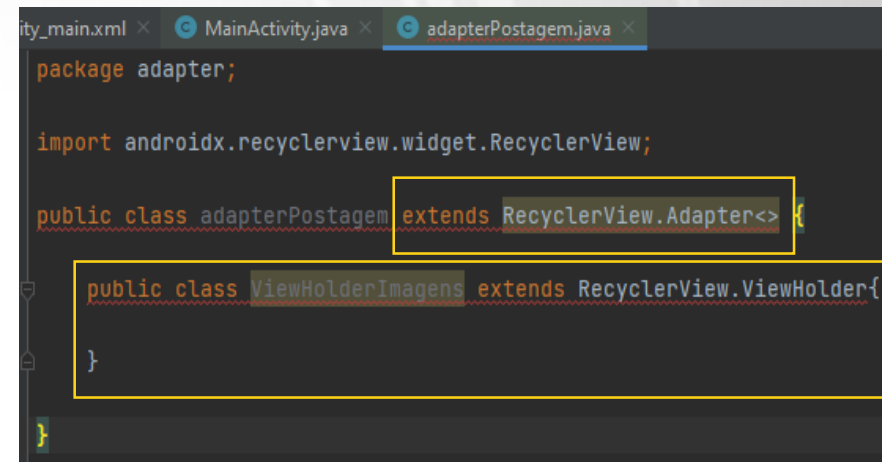 ity_main.xml × MainActivity.java × adapterPostagem.java ×
package adapter;
import androidx.recyclerview.widget.RecyclerView;
public class adapterPostagem extends RecyclerView.Adapter<> {
public class ViewHolderImagens extends RecyclerView.ViewHolder{
}
}